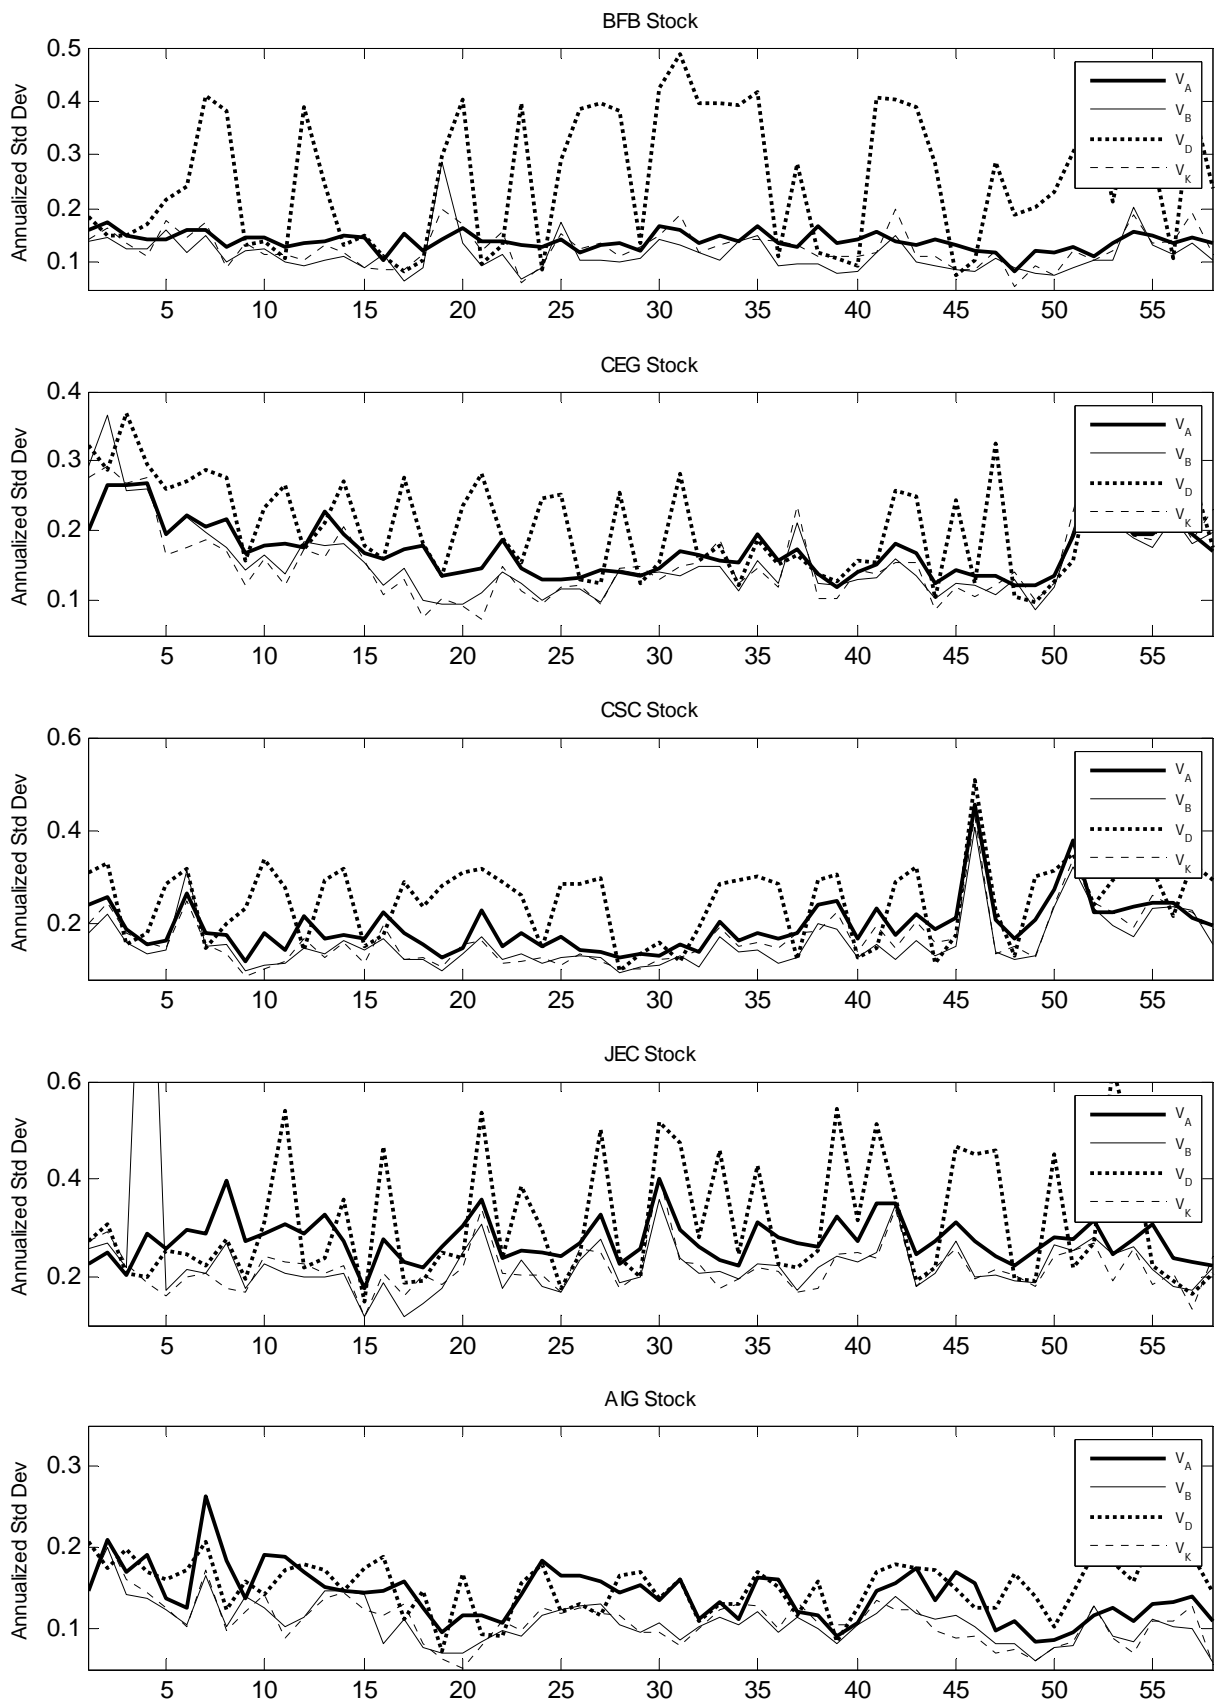 BFB Stock
Annualized Std Dev
0.5
0.4
0.3
0.2
0.1
V_A
V_B
V_D
V_K
5 10 15 20 25 30 35 40 45 50 55
CEG Stock
Annualized Std Dev
0.4
0.3
0.2
0.1
V_A
V_B
V_D
V_K
5 10 15 20 25 30 35 40 45 50 55
CSC Stock
Annualized Std Dev
0.6
0.4
0.2
V_A
V_B
V_D
V_K
5 10 15 20 25 30 35 40 45 50 55
JEC Stock
Annualized Std Dev
0.6
0.4
0.2
V_A
V_B
V_D
V_K
5 10 15 20 25 30 35 40 45 50 55
AIG Stock
Annualized Std Dev
0.3
0.2
0.1
V_A
V_B
V_D
V_K
5 10 15 20 25 30 35 40 45 50 55